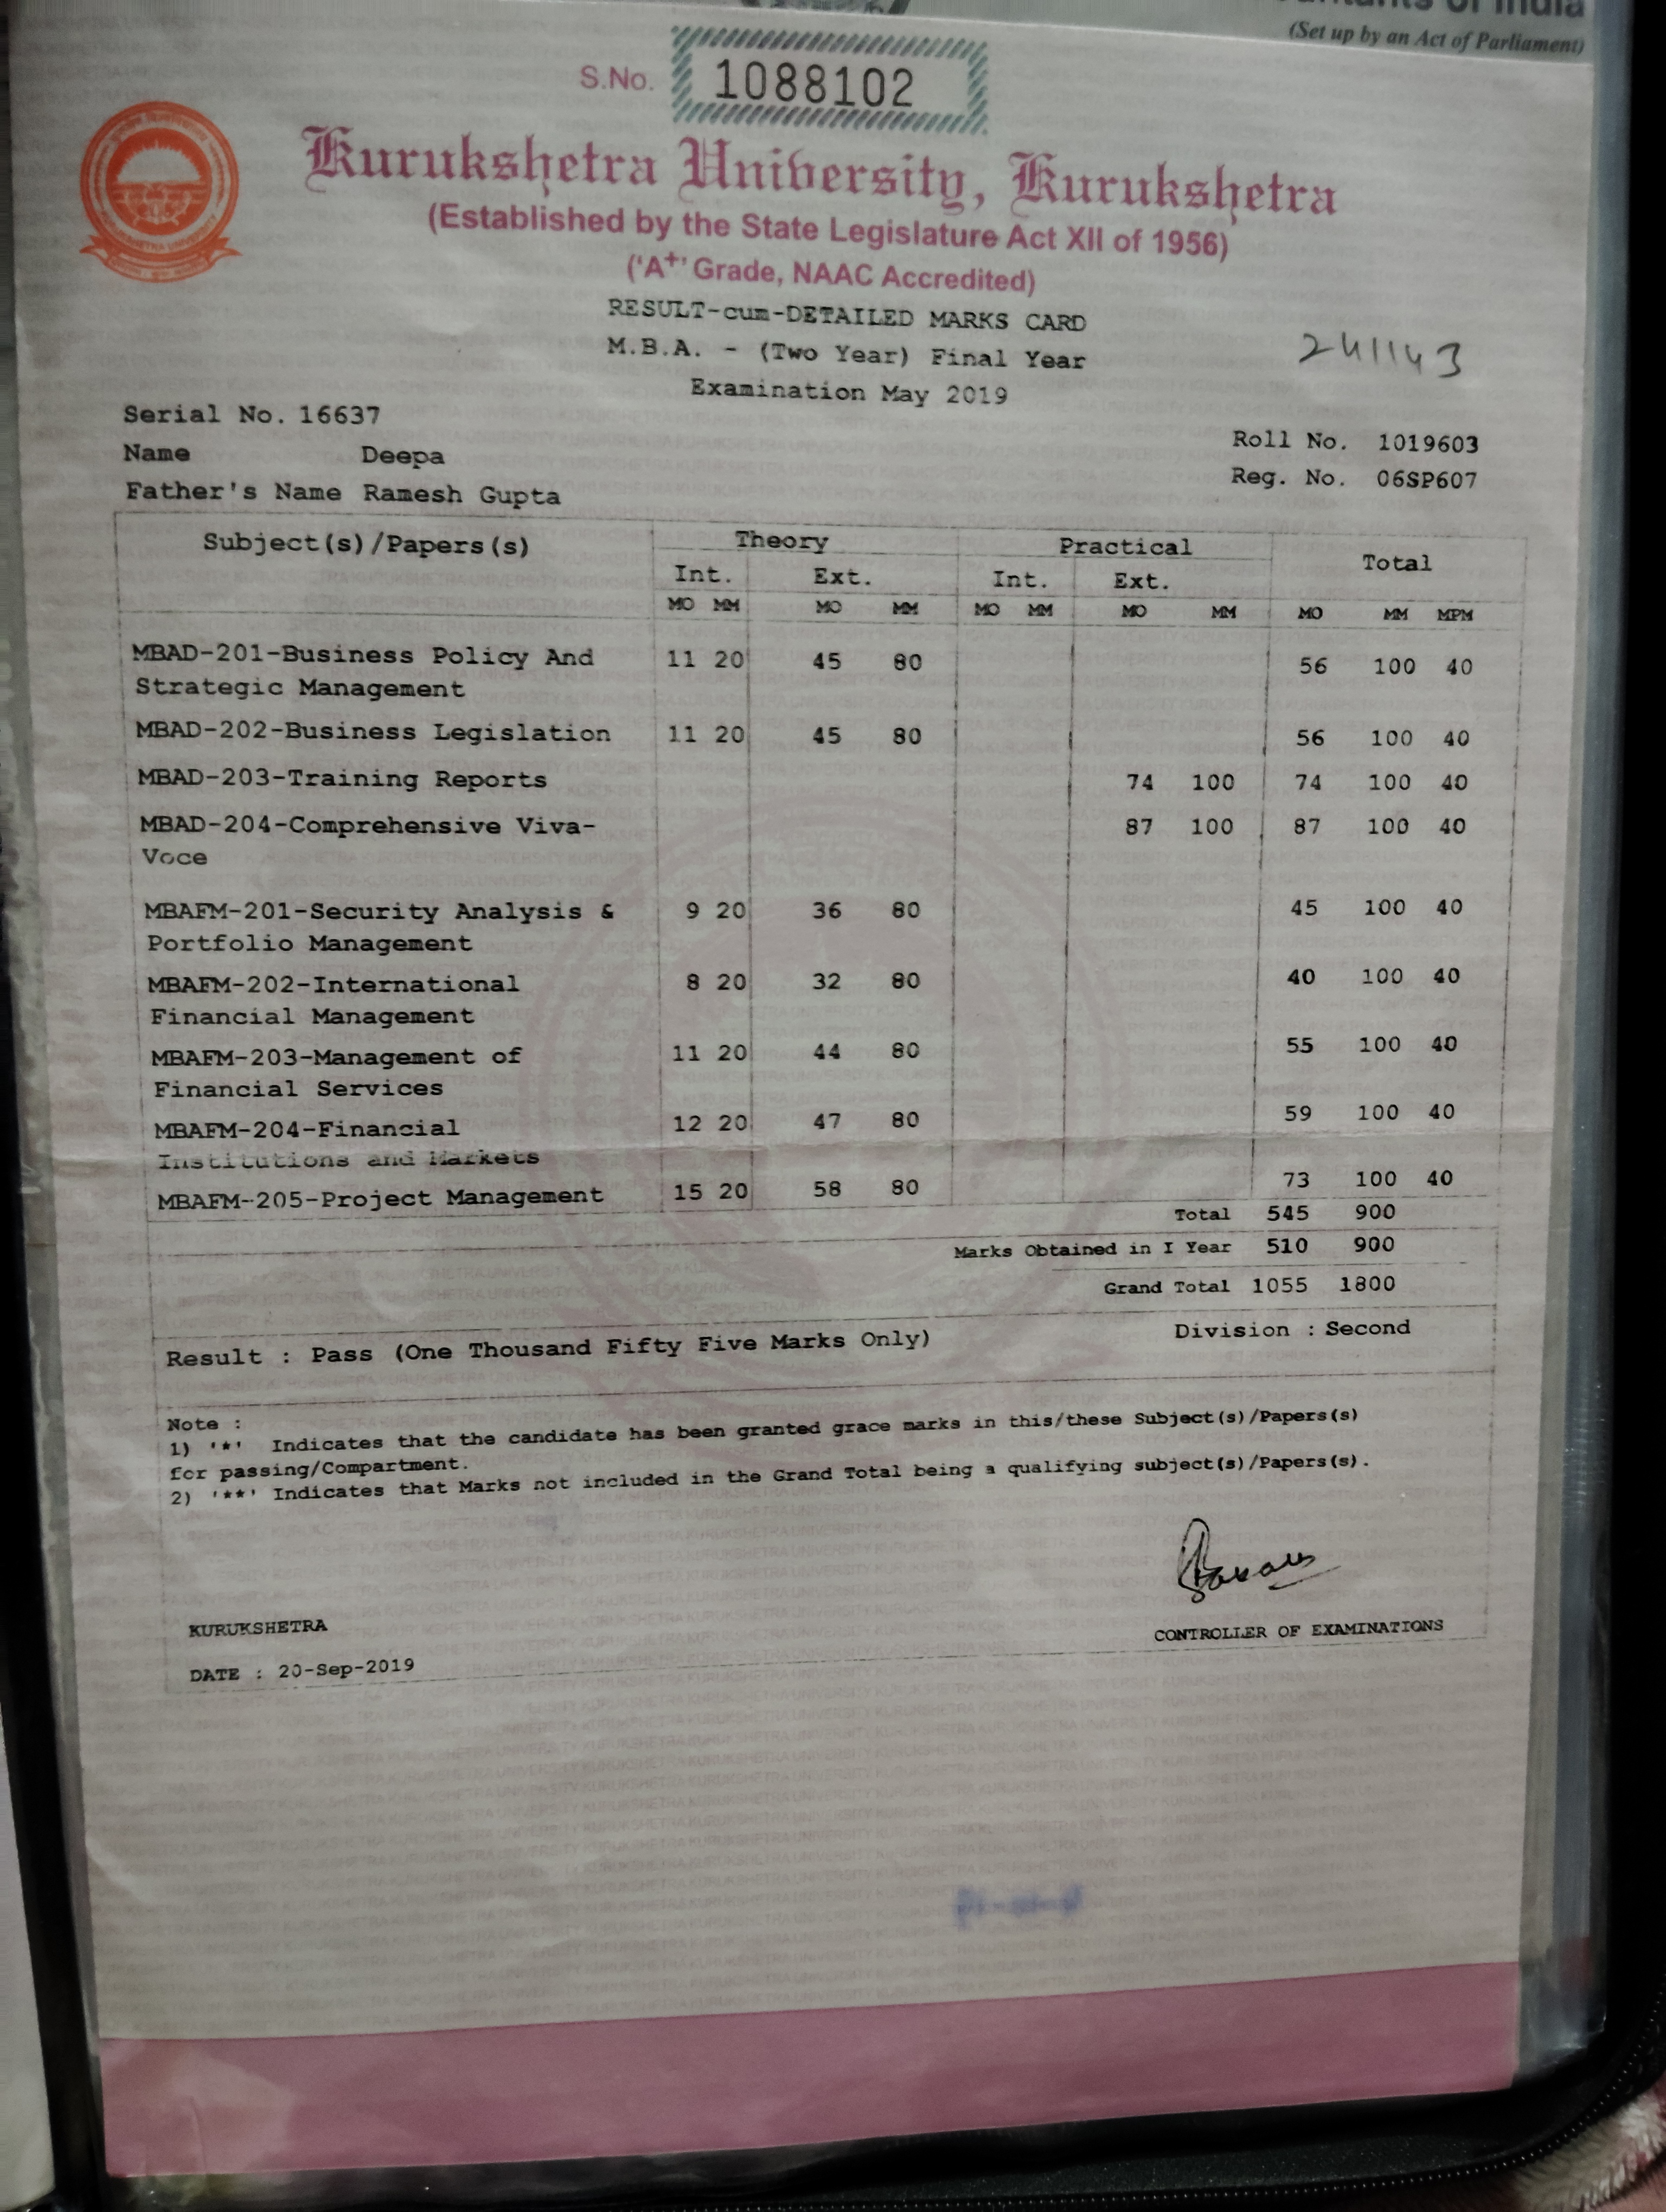 (Set up by an Act of Parliament)
S.No. 1088102
Kurukshetra University, Kurukshetra
(Established by the State Legislature Act XII of 1956)
('A+' Grade, NAAC Accredited)
RESULT-cum-DETAILED MARKS CARD
M.B.A. - (Two Year) Final Year
241143
Examination May 2019
Serial No. 16637
Roll No. 1019603
Name Deepa
Reg. No. 06SP607
Father's Name Ramesh Gupta
Subject(s)/Papers(s) Theory Practical Total
Int. Ext. Int. Ext.
MO MM MO MM MO MM MO MM MO MM MPM
MBAD-201-Business Policy And 11 20 45 80 56 100 40
Strategic Management
MBAD-202-Business Legislation 11 20 45 80 56 100 40
MBAD-203-Training Reports 74 100 74 100 40
MBAD-204-Comprehensive Viva- 87 100 87 100 40
Voce
MBAFM-201-Security Analysis & 9 20 36 80 45 100 40
Portfolio Management
MBAFM-202-International 8 20 32 80 40 100 40
Financial Management
MBAFM-203-Management of 11 20 44 80 55 100 40
Financial Services
MBAFM-204-Financial 12 20 47 80 59 100 40
Institutions and Markets
MBAFM-205-Project Management 15 20 58 80 73 100 40
Total 545 900
Marks Obtained in I Year 510 900
Grand Total 1055 1800
Result : Pass (One Thousand Fifty Five Marks Only) Division : Second
Note :
1) '*' Indicates that the candidate has been granted grace marks in this/these Subject(s)/Papers(s)
for passing/Compartment.
2) '**' Indicates that Marks not included in the Grand Total being a qualifying subject(s)/Papers(s).
KURUKSHETRA
CONTROLLER OF EXAMINATIONS
DATE : 20-Sep-2019